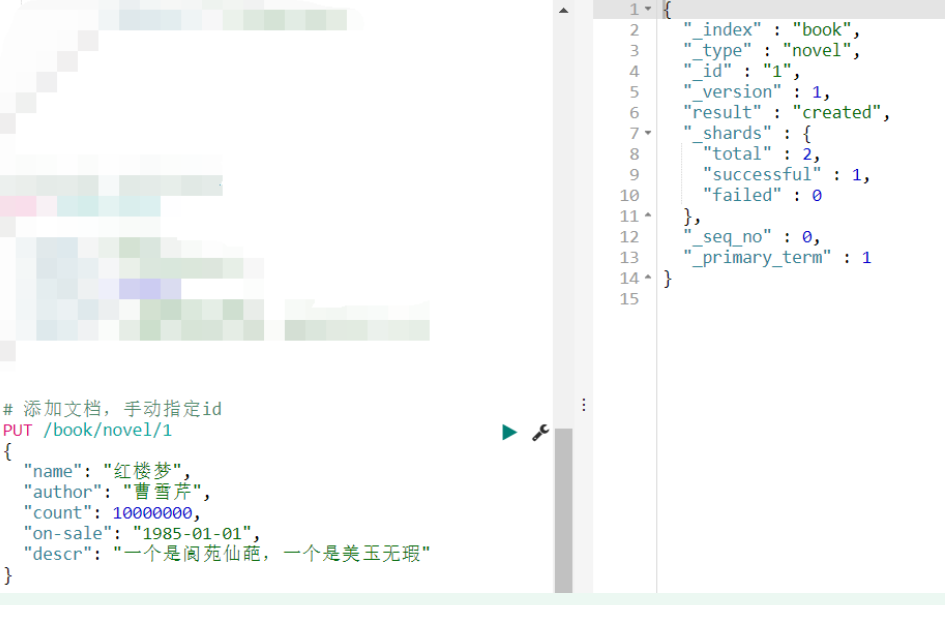 # 添加文档，手动指定id
PUT /book/novel/1
{
  "name": "红楼梦",
  "author": "曹雪芹",
  "count": 10000000,
  "on-sale": "1985-01-01",
  "descr": "一个是阆苑仙葩，一个是美玉无瑕"
}
1 {
2   "_index" : "book",
3   "_type" : "novel",
4   "_id" : "1",
5   "_version" : 1,
6   "result" : "created",
7   "_shards" : {
8     "total" : 2,
9     "successful" : 1,
10     "failed" : 0
11   },
12   "_seq_no" : 0,
13   "_primary_term" : 1
14 }
15